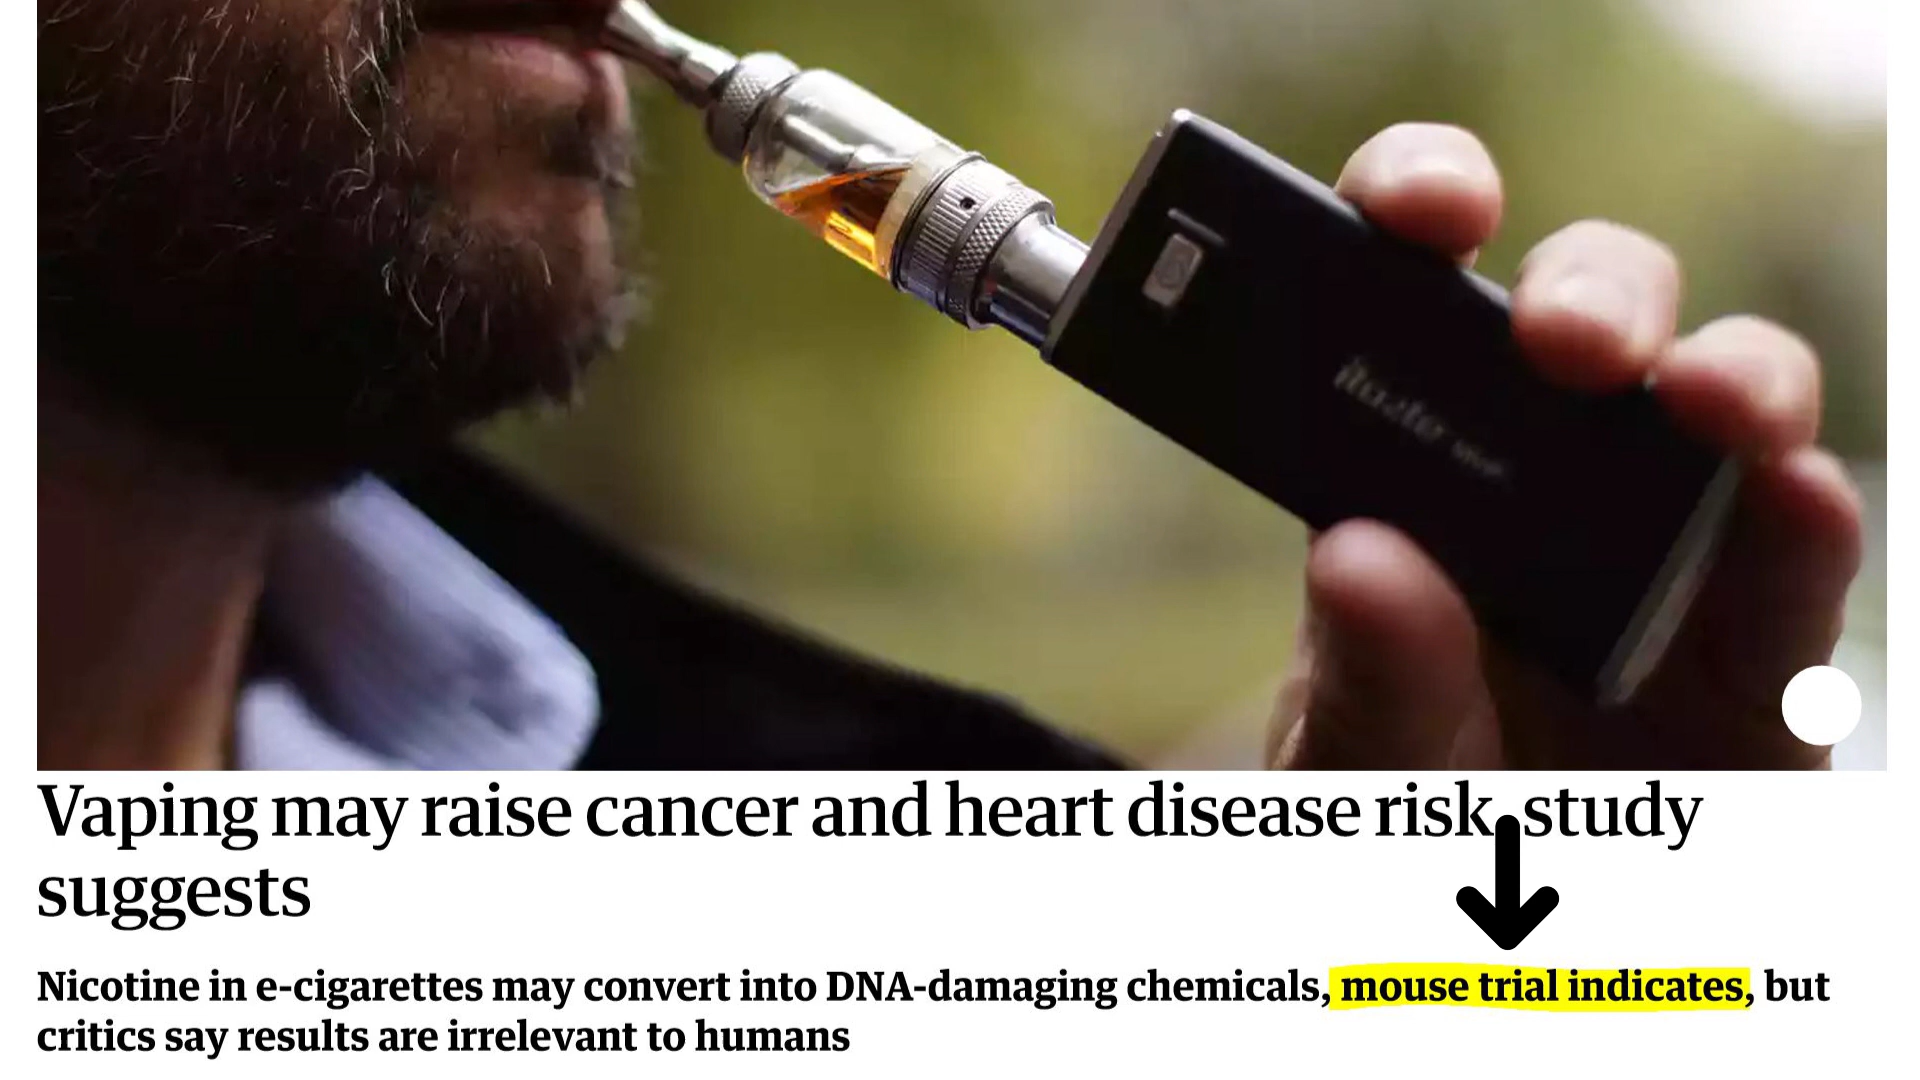 Vaping may raise cancer and heart disease risk, study
suggests
Nicotine in e-cigarettes may convert into DNA-damaging chemicals, mouse trial indicates, but
critics say results are irrelevant to humans